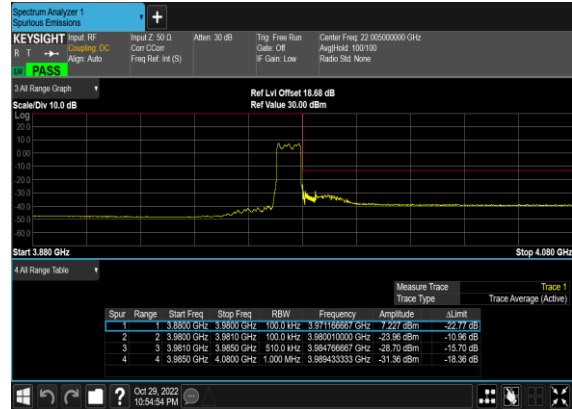 Spectrum Analyzer 1
Spurious Emissions
+
KEYSIGHT Input: RF Input Z: 50 Ω Atten: 30 dB Trig: Free Run Center Freq: 22.005000000 GHz
R T Coupling: DC Corr CCorr Gate: Off Avg|Hold: 100/100
Align: Auto Freq Ref: Int (S) IF Gain: Low Radio Std: None
LM PASS
3 All Range Graph
Ref Lvl Offset 18.68 dB
Scale/Div 10.0 dB Ref Value 30.00 dBm
Log
20.0
10.0
0.00
-10.0
-20.0
-30.0
-40.0
-50.0
-60.0
Start 3.880 GHz Stop 4.080 GHz
4 All Range Table
Measure Trace Trace 1
Trace Type Trace Average (Active)
Spur Range Start Freq Stop Freq RBW Frequency Amplitude ΔLimit
1 1 3.8800 GHz 3.9800 GHz 100.0 kHz 3.971166667 GHz 7.227 dBm -22.77 dB
2 2 3.9800 GHz 3.9810 GHz 100.0 kHz 3.980010000 GHz -23.96 dBm -10.96 dB
3 3 3.9810 GHz 3.9850 GHz 510.0 kHz 3.984766667 GHz -28.70 dBm -15.70 dB
4 4 3.9850 GHz 4.0800 GHz 1.000 MHz 3.989433333 GHz -31.36 dBm -18.36 dB
? Oct 29, 2022
10:54:54 PM